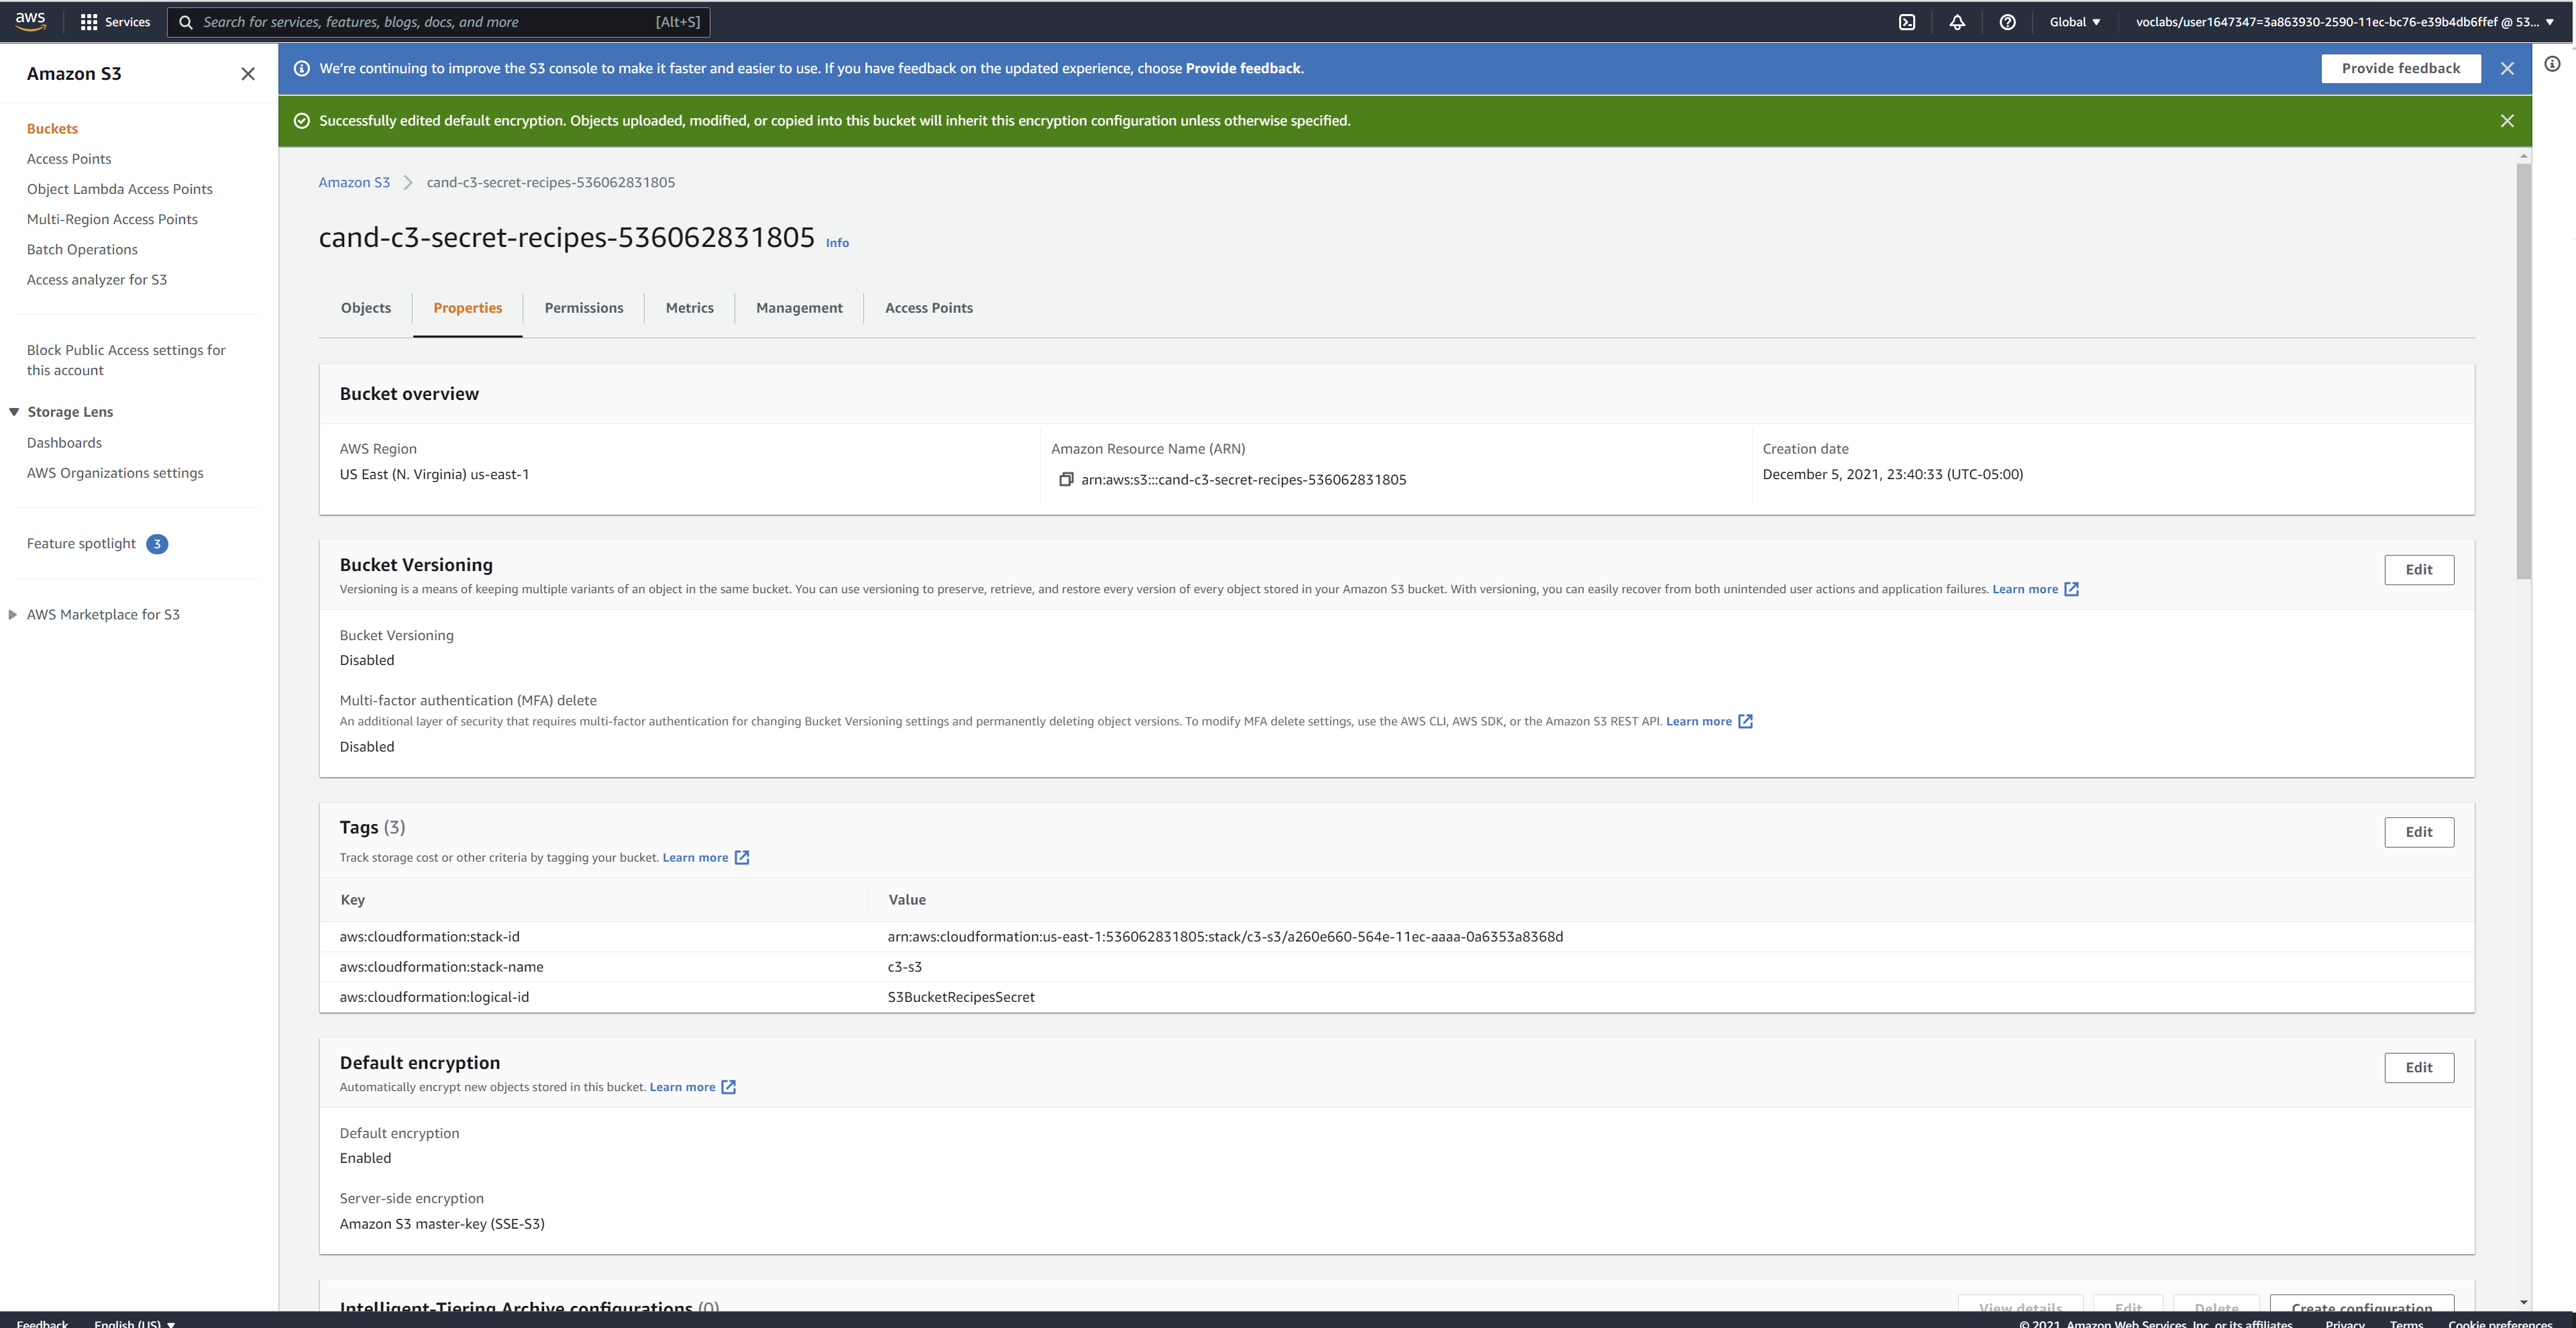 aws
Services
Search for services, features, blogs, docs, and more
[Alt+S]
Global
voclabs/user1647347=3a863930-2590-11ec-bc76-e39b4db6ffef @ 53...
Amazon S3
Buckets
Access Points
Object Lambda Access Points
Multi-Region Access Points
Batch Operations
Access analyzer for S3
Block Public Access settings for
this account
Storage Lens
Dashboards
AWS Organizations settings
Feature spotlight 3
AWS Marketplace for S3
We're continuing to improve the S3 console to make it faster and easier to use. If you have feedback on the updated experience, choose Provide feedback.
Provide feedback
Successfully edited default encryption. Objects uploaded, modified, or copied into this bucket will inherit this encryption configuration unless otherwise specified.
Amazon S3
cand-c3-secret-recipes-536062831805
cand-c3-secret-recipes-536062831805 Info
Objects
Properties
Permissions
Metrics
Management
Access Points
Bucket overview
AWS Region
US East (N. Virginia) us-east-1
Amazon Resource Name (ARN)
arn:aws:s3:::cand-c3-secret-recipes-536062831805
Creation date
December 5, 2021, 23:40:33 (UTC-05:00)
Bucket Versioning
Edit
Versioning is a means of keeping multiple variants of an object in the same bucket. You can use versioning to preserve, retrieve, and restore every version of every object stored in your Amazon S3 bucket. With versioning, you can easily recover from both unintended user actions and application failures. Learn more
Bucket Versioning
Disabled
Multi-factor authentication (MFA) delete
An additional layer of security that requires multi-factor authentication for changing Bucket Versioning settings and permanently deleting object versions. To modify MFA delete settings, use the AWS CLI, AWS SDK, or the Amazon S3 REST API. Learn more
Disabled
Tags (3)
Edit
Track storage cost or other criteria by tagging your bucket. Learn more
Key
Value
aws:cloudformation:stack-id
arn:aws:cloudformation:us-east-1:536062831805:stack/c3-s3/a260e660-564e-11ec-aaaa-0a6353a8368d
aws:cloudformation:stack-name
c3-s3
aws:cloudformation:logical-id
S3BucketRecipesSecret
Default encryption
Edit
Automatically encrypt new objects stored in this bucket. Learn more
Default encryption
Enabled
Server-side encryption
Amazon S3 master-key (SSE-S3)
Intelligent-Tiering Archive configurations (0)
View details
Edit
Delete
Create configuration
Feedback
English (US)
© 2021, Amazon Web Services, Inc. or its affiliates.
Privacy
Terms
Cookie preferences